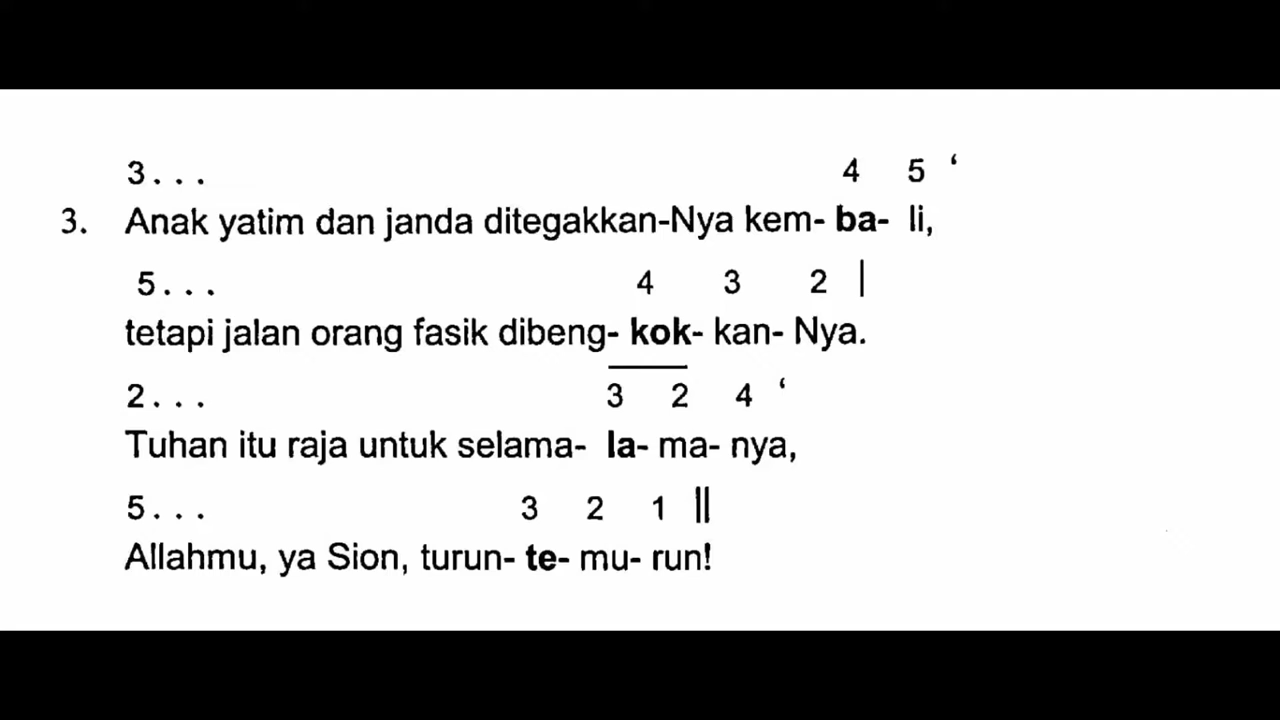 3 . . . 4 5 ‘
3. Anak yatim dan janda ditegakkan-Nya kem- ba- li,
5 . . . 4 3 2 |
tetapi jalan orang fasik dibeng- kok- kan- Nya.
2 . . . 3 2 4 ‘
Tuhan itu raja untuk selama- la- ma- nya,
5 . . . 3 2 1 ||
Allahmu, ya Sion, turun- te- mu- run!